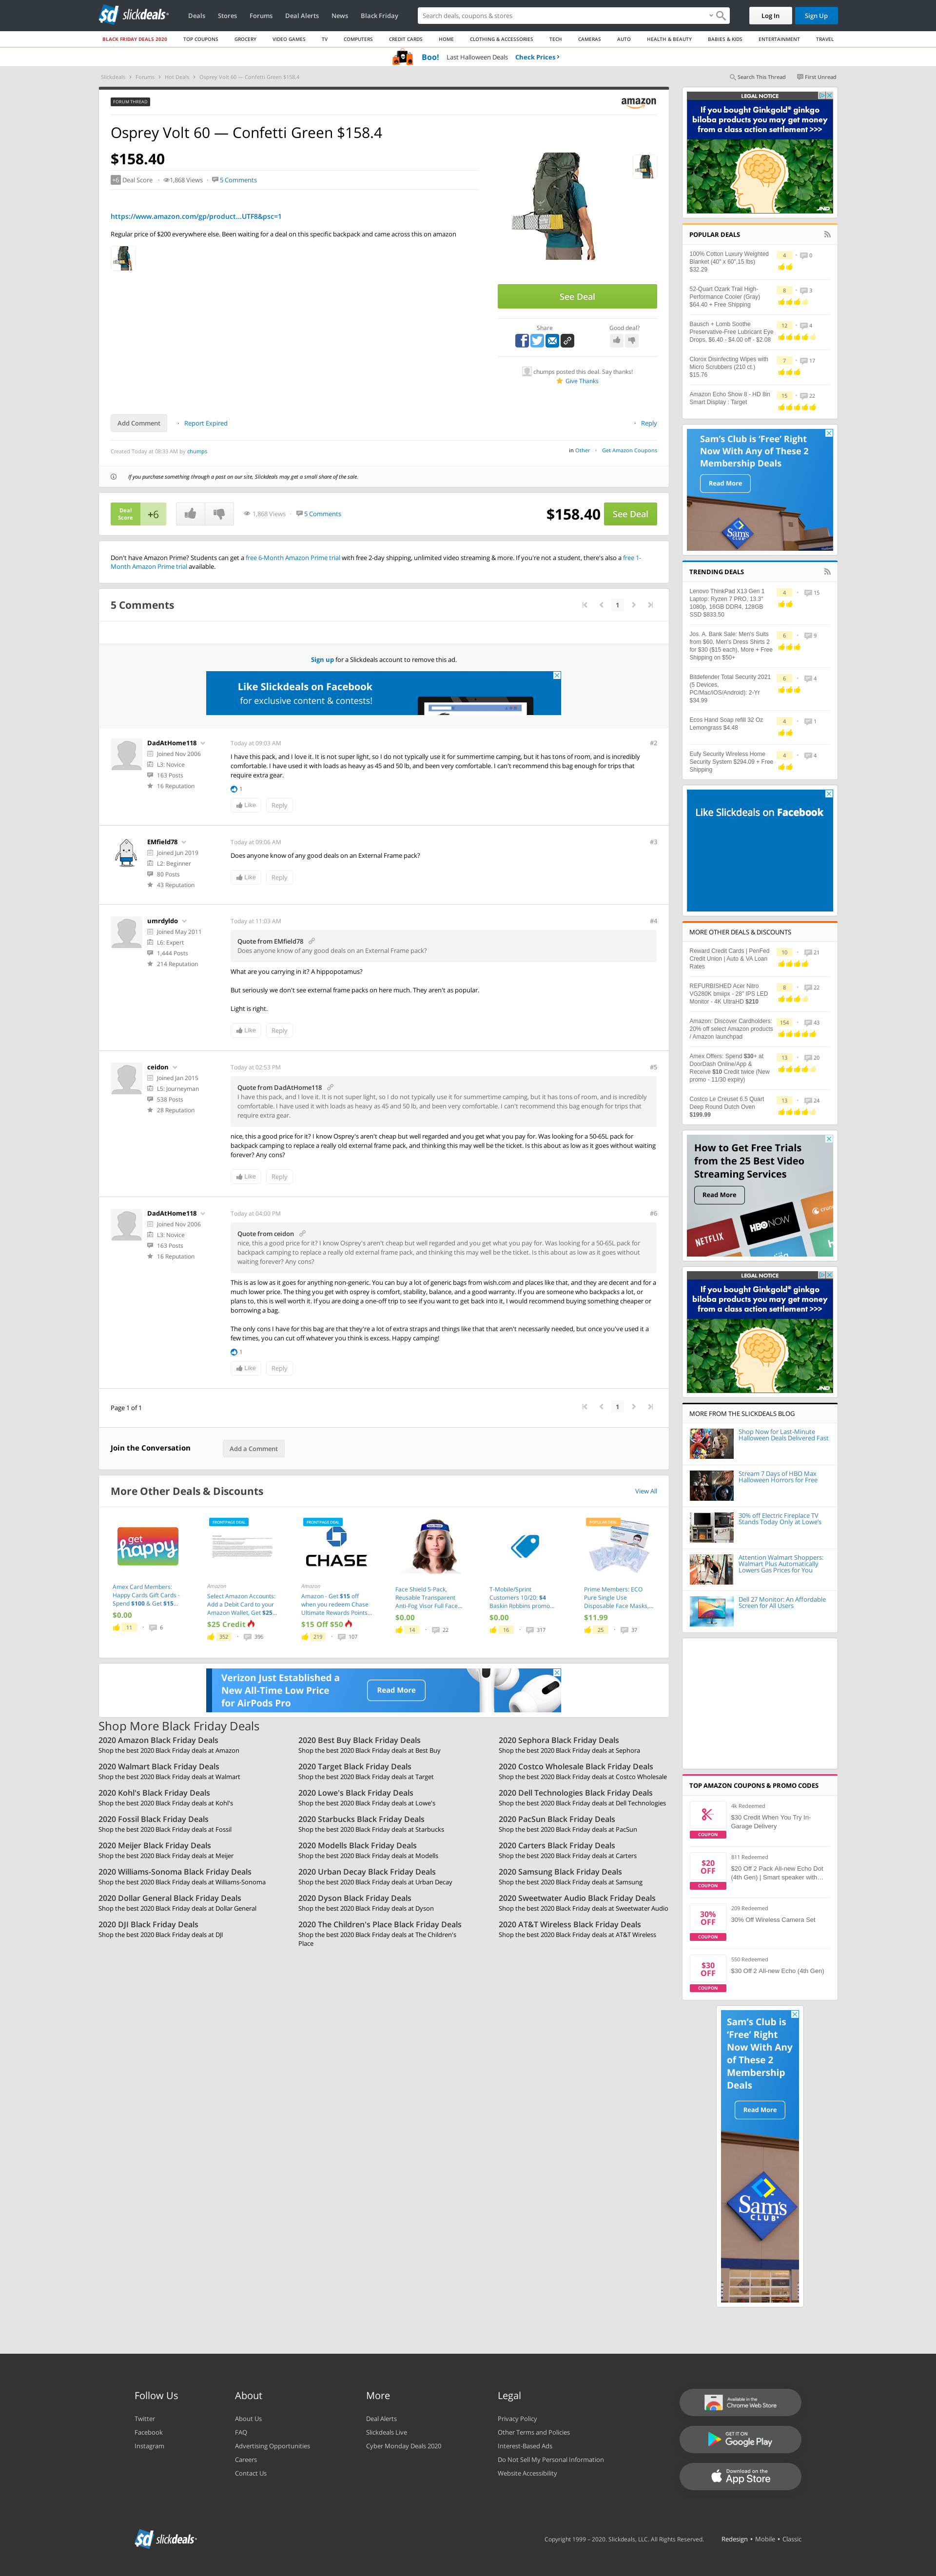 slickdeals
Deals Stores Forums Deal Alerts News Black Friday
Search deals, coupons & stores
Log In
Sign Up
BLACK FRIDAY DEALS 2020 TOP COUPONS GROCERY VIDEO GAMES TV COMPUTERS CREDIT CARDS HOME CLOTHING & ACCESSORIES TECH CAMERAS AUTO HEALTH & BEAUTY BABIES & KIDS ENTERTAINMENT TRAVEL
Boo! Last Halloween Deals Check Prices ›
Slickdeals Forums Hot Deals Osprey Volt 60 — Confetti Green $158.4
Search This Thread First Unread
FORUM THREAD
amazon
Osprey Volt 60 — Confetti Green $158.4
$158.40
+6 Deal Score 1,868 Views 5 Comments
https://www.amazon.com/gp/product...UTF8&psc=1
Regular price of $200 everywhere else. Been waiting for a deal on this specific backpack and came across this on amazon
See Deal
Share
Good deal?
chumps posted this deal. Say thanks!
Give Thanks
Add Comment
Report Expired
Reply
Created Today at 08:33 AM by chumps
in Other Get Amazon Coupons
If you purchase something through a post on our site, Slickdeals may get a small share of the sale.
Deal Score
+6
1,868 Views 5 Comments
$158.40
See Deal
Don't have Amazon Prime? Students can get a free 6-Month Amazon Prime trial with free 2-day shipping, unlimited video streaming & more. If you're not a student, there's also a free 1-
Month Amazon Prime trial available.
5 Comments
1
Sign up for a Slickdeals account to remove this ad.
Like Slickdeals on Facebook
for exclusive content & contests!
DadAtHome118
Joined Nov 2006
L3: Novice
163 Posts
16 Reputation
Today at 09:03 AM
#2
I have this pack, and I love it. It is not super light, so I do not typically use it for summertime camping, but it has tons of room, and is incredibly
comfortable. I have used it with loads as heavy as 45 and 50 lb, and been very comfortable. I can't recommend this bag enough for trips that
require extra gear.
1
Like Reply
EMfield78
Joined Jun 2019
L2: Beginner
80 Posts
43 Reputation
Today at 09:06 AM
#3
Does anyone know of any good deals on an External Frame pack?
Like Reply
umrdyldo
Joined May 2011
L6: Expert
1,444 Posts
214 Reputation
Today at 11:03 AM
#4
Quote from EMfield78
Does anyone know of any good deals on an External Frame pack?
What are you carrying in it? A hippopotamus?
But seriously we don't see external frame packs on here much. They aren't as popular.
Light is right.
Like Reply
ceidon
Joined Jan 2015
L5: Journeyman
538 Posts
28 Reputation
Today at 02:53 PM
#5
Quote from DadAtHome118
I have this pack, and I love it. It is not super light, so I do not typically use it for summertime camping, but it has tons of room, and is incredibly
comfortable. I have used it with loads as heavy as 45 and 50 lb, and been very comfortable. I can't recommend this bag enough for trips that
require extra gear.
nice, this a good price for it? I know Osprey's aren't cheap but well regarded and you get what you pay for. Was looking for a 50-65L pack for
backpack camping to replace a really old external frame pack, and thinking this may well be the ticket. Is this about as low as it goes without waiting
forever? Any cons?
Like Reply
DadAtHome118
Joined Nov 2006
L3: Novice
163 Posts
16 Reputation
Today at 04:00 PM
#6
Quote from ceidon
nice, this a good price for it? I know Osprey's aren't cheap but well regarded and you get what you pay for. Was looking for a 50-65L pack for
backpack camping to replace a really old external frame pack, and thinking this may well be the ticket. Is this about as low as it goes without
waiting forever? Any cons?
This is as low as it goes for anything non-generic. You can buy a lot of generic bags from wish.com and places like that, and they are decent and for a
much lower price. The thing you get with osprey is comfort, stability, balance, and a good warranty. If you are someone who backpacks a lot, or
plans to, this is well worth it. If you are doing a one-off trip to see if you want to get back into it, I would recommend buying something cheaper or
borrowing a bag.
The only cons I have for this bag are that they're a lot of extra straps and things like that that aren't necessarily needed, but once you've used it a
few times, you can cut off whatever you think is excess. Happy camping!
1
Like Reply
Page 1 of 1
1
Join the Conversation
Add a Comment
More Other Deals & Discounts
View All
get happy
Amex Card Members:
Happy Cards Gift Cards -
Spend $100 & Get $15...
$0.00
11 6
FRONTPAGE DEAL
Amazon
Select Amazon Accounts:
Add a Debit Card to your
Amazon Wallet, Get $25...
$25 Credit
352 396
FRONTPAGE DEAL
CHASE
Amazon
Amazon - Get $15 off
when you redeem Chase
Ultimate Rewards Points...
$15 Off $50
219 107
Face Shield 5-Pack,
Reusable Transparent
Anti-Fog Visor Full Face...
$0.00
14 22
T-Mobile/Sprint
Customers 10/20: $4
Baskin Robbins promo...
$0.00
16 317
POPULAR DEAL
Prime Members: ECO
Pure Single Use
Disposable Face Masks,...
$11.99
25 37
Verizon Just Established a
New All-Time Low Price
for AirPods Pro
Read More
Shop More Black Friday Deals
2020 Amazon Black Friday Deals
Shop the best 2020 Black Friday deals at Amazon
2020 Walmart Black Friday Deals
Shop the best 2020 Black Friday deals at Walmart
2020 Kohl's Black Friday Deals
Shop the best 2020 Black Friday deals at Kohl's
2020 Fossil Black Friday Deals
Shop the best 2020 Black Friday deals at Fossil
2020 Meijer Black Friday Deals
Shop the best 2020 Black Friday deals at Meijer
2020 Williams-Sonoma Black Friday Deals
Shop the best 2020 Black Friday deals at Williams-Sonoma
2020 Dollar General Black Friday Deals
Shop the best 2020 Black Friday deals at Dollar General
2020 DJI Black Friday Deals
Shop the best 2020 Black Friday deals at DJI
2020 Best Buy Black Friday Deals
Shop the best 2020 Black Friday deals at Best Buy
2020 Target Black Friday Deals
Shop the best 2020 Black Friday deals at Target
2020 Lowe's Black Friday Deals
Shop the best 2020 Black Friday deals at Lowe's
2020 Starbucks Black Friday Deals
Shop the best 2020 Black Friday deals at Starbucks
2020 Modells Black Friday Deals
Shop the best 2020 Black Friday deals at Modells
2020 Urban Decay Black Friday Deals
Shop the best 2020 Black Friday deals at Urban Decay
2020 Dyson Black Friday Deals
Shop the best 2020 Black Friday deals at Dyson
2020 The Children's Place Black Friday Deals
Shop the best 2020 Black Friday deals at The Children's
Place
2020 Sephora Black Friday Deals
Shop the best 2020 Black Friday deals at Sephora
2020 Costco Wholesale Black Friday Deals
Shop the best 2020 Black Friday deals at Costco Wholesale
2020 Dell Technologies Black Friday Deals
Shop the best 2020 Black Friday deals at Dell Technologies
2020 PacSun Black Friday Deals
Shop the best 2020 Black Friday deals at PacSun
2020 Carters Black Friday Deals
Shop the best 2020 Black Friday deals at Carters
2020 Samsung Black Friday Deals
Shop the best 2020 Black Friday deals at Samsung
2020 Sweetwater Audio Black Friday Deals
Shop the best 2020 Black Friday deals at Sweetwater Audio
2020 AT&T Wireless Black Friday Deals
Shop the best 2020 Black Friday deals at AT&T Wireless
LEGAL NOTICE
If you bought Ginkgold® ginkgo
biloba products you may get money
from a class action settlement >>>
JND
POPULAR DEALS
100% Cotton Luxury Weighted
Blanket (40" x 60",15 lbs)
$32.29
4 0
52-Quart Ozark Trail High-
Performance Cooler (Gray)
$64.40 + Free Shipping
8 3
Bausch + Lomb Soothe
Preservative-Free Lubricant Eye
Drops, $6.40 - $4.00 off - $2.08
12 4
Clorox Disinfecting Wipes with
Micro Scrubbers (210 ct.)
$15.76
7 17
Amazon Echo Show 8 - HD 8in
Smart Display : Target
15 22
Sam's Club is 'Free' Right
Now With Any of These 2
Membership Deals
Read More
Sam's
TRENDING DEALS
Lenovo ThinkPad X13 Gen 1
Laptop: Ryzen 7 PRO, 13.3"
1080p, 16GB DDR4, 128GB
SSD $833.50
4 15
Jos. A. Bank Sale: Men's Suits
from $60, Men's Dress Shirts 2
for $30 ($15 each), More + Free
Shipping on $50+
6 9
Bitdefender Total Security 2021
(5 Devices,
PC/Mac/iOS/Android): 2-Yr
$34.99
6 4
Ecos Hand Soap refill 32 Oz
Lemongrass $4.48
4 1
Eufy Security Wireless Home
Security System $294.09 + Free
Shipping
4 4
Like Slickdeals on Facebook
MORE OTHER DEALS & DISCOUNTS
Reward Credit Cards | PenFed
Credit Union | Auto & VA Loan
Rates
10 21
REFURBISHED Acer Nitro
VG280K bmiipx - 28" IPS LED
Monitor - 4K UltraHD $210
8 22
Amazon: Discover Cardholders:
20% off select Amazon products
/ Amazon launchpad
154 43
Amex Offers: Spend $30+ at
DoorDash Online/App &
Receive $10 Credit twice (New
promo - 11/30 expiry)
13 20
Costco Le Creuset 6.5 Quart
Deep Round Dutch Oven
$199.99
13 24
How to Get Free Trials
from the 25 Best Video
Streaming Services
Read More
NETFLIX
HBO NOW
LEGAL NOTICE
If you bought Ginkgold® ginkgo
biloba products you may get money
from a class action settlement >>>
JND
MORE FROM THE SLICKDEALS BLOG
Shop Now for Last-Minute
Halloween Deals Delivered Fast
Stream 7 Days of HBO Max
Halloween Horrors for Free
30% off Electric Fireplace TV
Stands Today Only at Lowe's
Attention Walmart Shoppers:
Walmart Plus Automatically
Lowers Gas Prices for You
Dell 27 Monitor: An Affordable
Screen for All Users
TOP AMAZON COUPONS & PROMO CODES
COUPON
4k Redeemed
$30 Credit When You Try In-
Garage Delivery
$20 OFF
COUPON
811 Redeemed
$20 Off 2 Pack All-new Echo Dot
(4th Gen) | Smart speaker with...
30% OFF
COUPON
209 Redeemed
30% Off Wireless Camera Set
$30 OFF
COUPON
550 Redeemed
$30 Off 2 All-new Echo (4th Gen)
Sam's Club is
'Free' Right
Now With Any
of These 2
Membership
Deals
Read More
Sam's
CLUB
Follow Us
Twitter
Facebook
Instagram
About
About Us
FAQ
Advertising Opportunities
Careers
Contact Us
More
Deal Alerts
Slickdeals Live
Cyber Monday Deals 2020
Legal
Privacy Policy
Other Terms and Policies
Interest-Based Ads
Do Not Sell My Personal Information
Website Accessibility
Available in the
Chrome Web Store
GET IT ON
Google Play
Download on the
App Store
slickdeals
Copyright 1999 – 2020. Slickdeals, LLC. All Rights Reserved. Redesign • Mobile • Classic